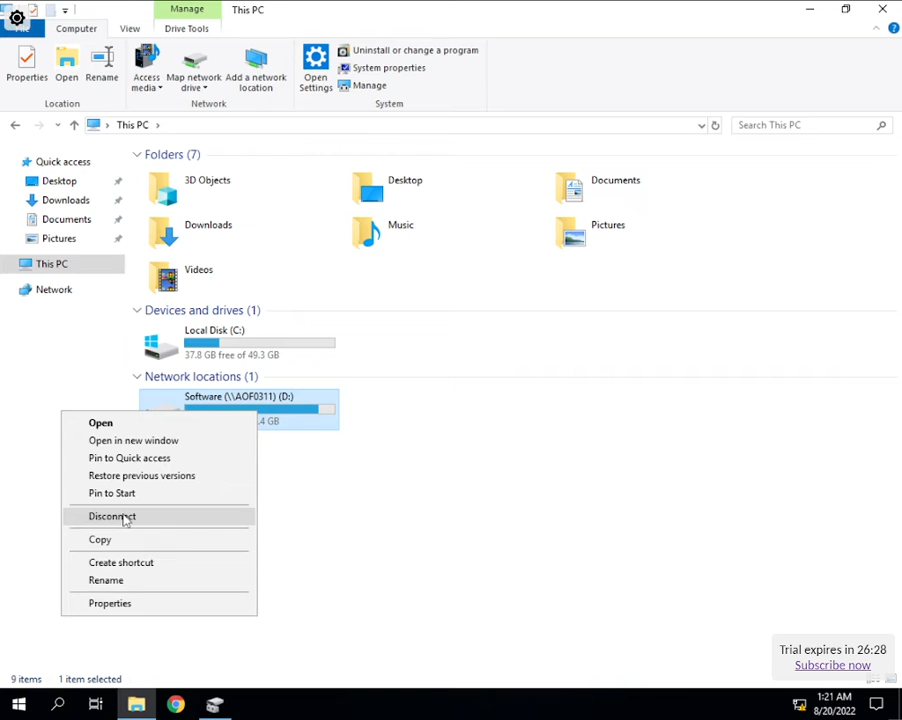 Manage
This PC
File
Computer
View
Drive Tools
Properties
Open
Rename
Access media
Map network drive
Add a network location
Open Settings
Uninstall or change a program
System properties
Manage
Location
Network
System
This PC
Search This PC
Quick access
Desktop
Downloads
Documents
Pictures
This PC
Network
Folders (7)
3D Objects
Desktop
Documents
Downloads
Music
Pictures
Videos
Devices and drives (1)
Local Disk (C:)
37.8 GB free of 49.3 GB
Network locations (1)
Software (\\AOF0311) (D:)
.4 GB
Open
Open in new window
Pin to Quick access
Restore previous versions
Pin to Start
Disconnect
Copy
Create shortcut
Rename
Properties
Trial expires in 26:28
Subscribe now
9 items
1 item selected
1:21 AM
8/20/2022